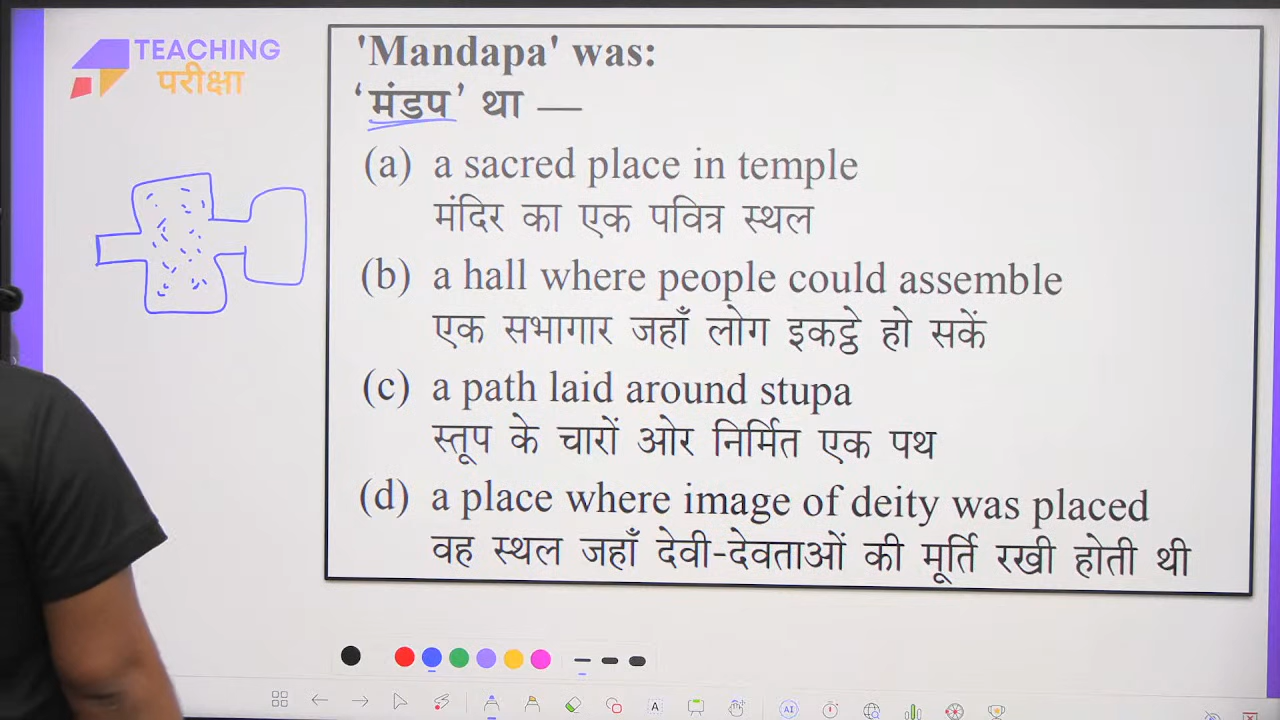 TEACHING
परीक्षा
'Mandapa' was:
‘मंडप’ था —
(a) a sacred place in temple
मंदिर का एक पवित्र स्थल
(b) a hall where people could assemble
एक सभागार जहाँ लोग इकट्ठे हो सकें
(c) a path laid around stupa
स्तूप के चारों ओर निर्मित एक पथ
(d) a place where image of deity was placed
वह स्थल जहाँ देवी-देवताओं की मूर्ति रखी होती थी
A
AI